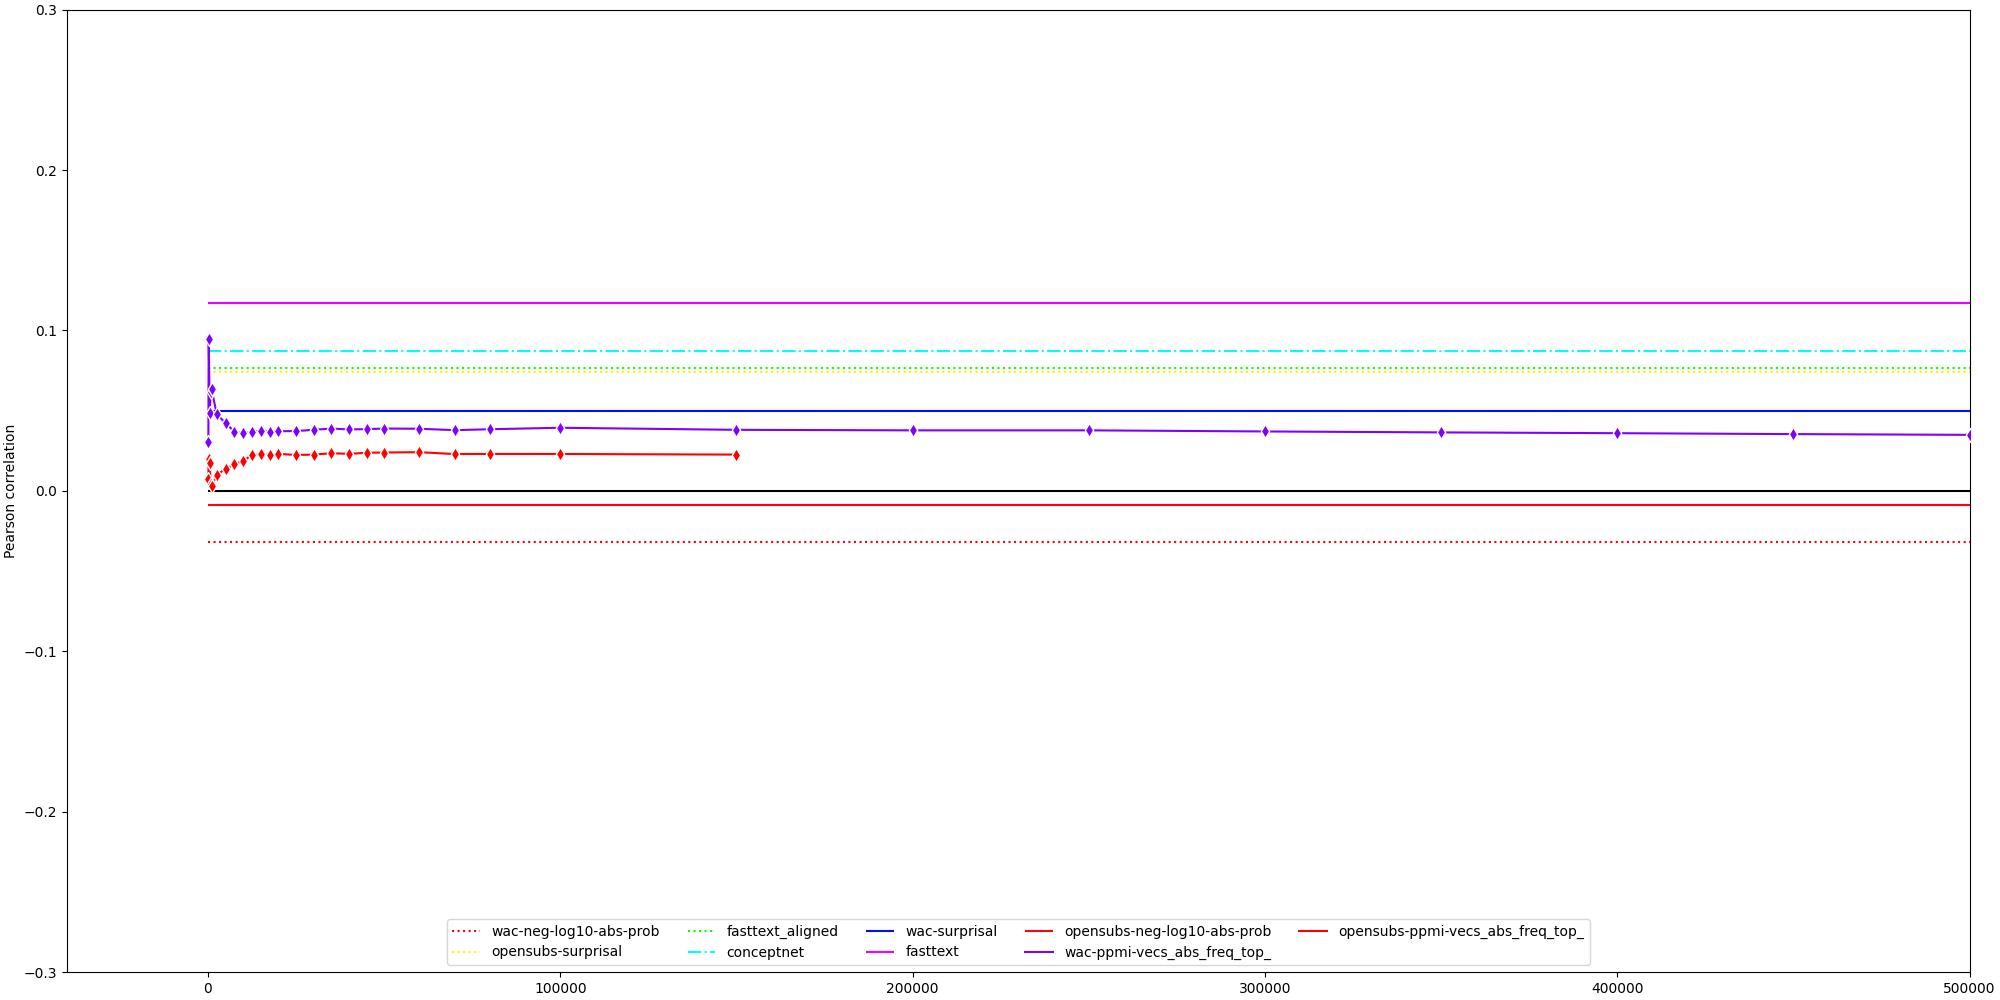 0.3
0.2
0.1
0.0
−0.1
−0.2
−0.3
Pearson correlation
0 100000 200000 300000 400000 500000
wac-neg-log10-abs-prob fasttext_aligned wac-surprisal opensubs-neg-log10-abs-prob opensubs-ppmi-vecs_abs_freq_top_
opensubs-surprisal conceptnet fasttext wac-ppmi-vecs_abs_freq_top_